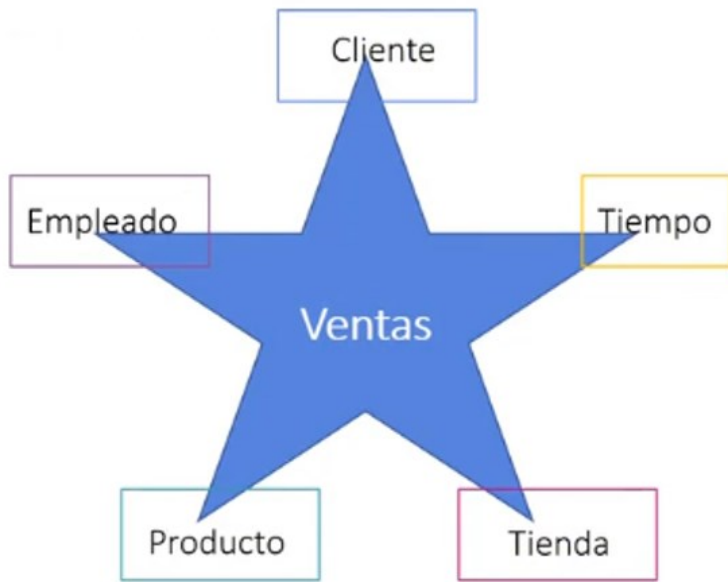 Cliente
Empleado
Tiempo
Ventas
Producto
Tienda